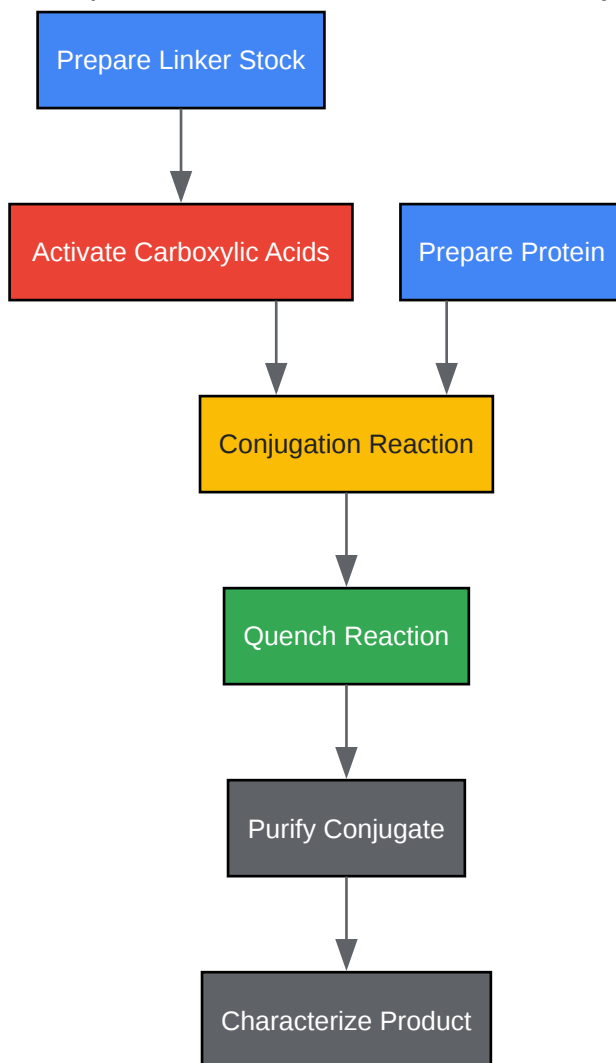 Prepare Linker Stock
Activate Carboxylic Acids
Prepare Protein
Conjugation Reaction
Quench Reaction
Purify Conjugate
Characterize Product